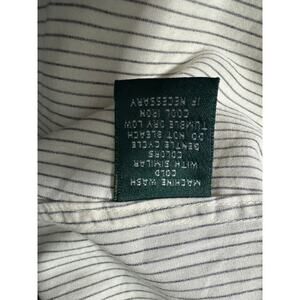 MACHINE WASH
COLD
WITH SIMILAR
COLORS
GENTLE CYCLE
DO NOT BLEACH
TUMBLE DRY LOW
COOL IRON
IF NECESSARY